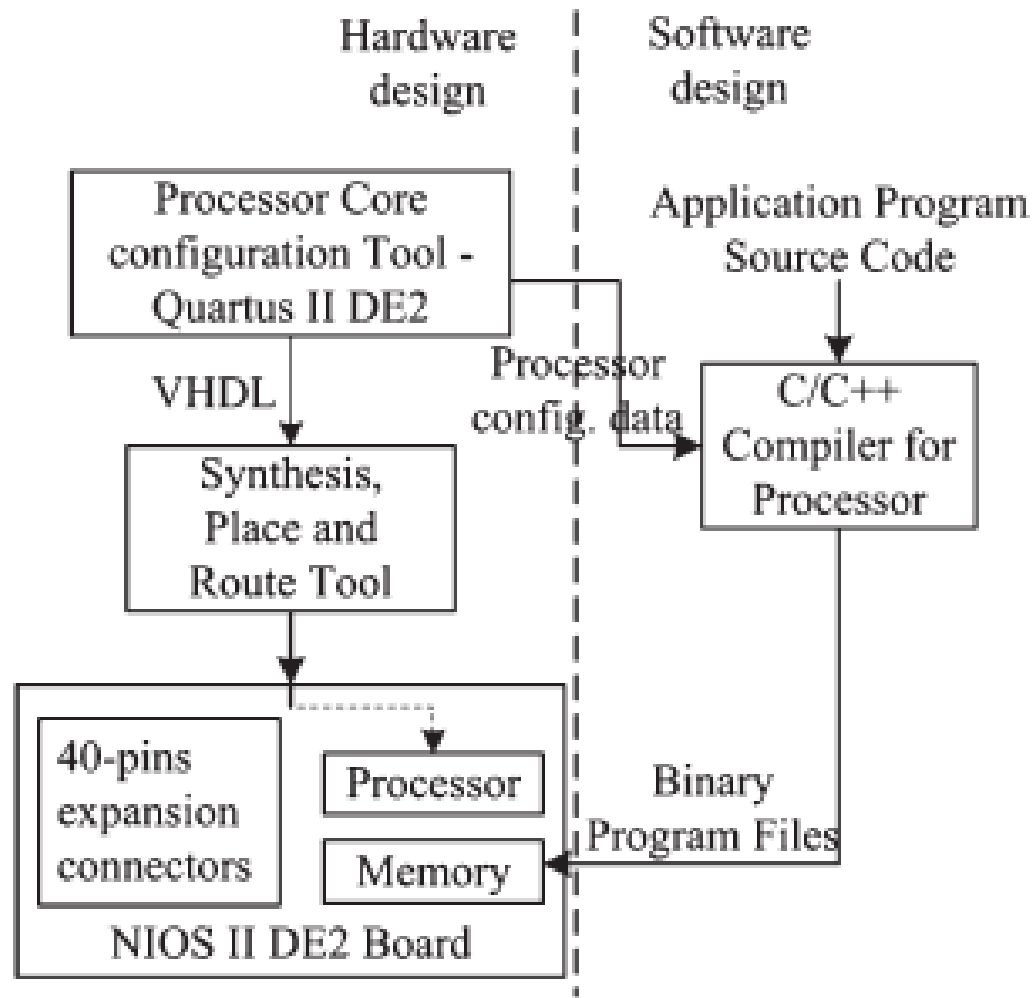 Hardware
design
Software
design
Processor Core
configuration Tool -
Quartus II DE2
Application Program
Source Code
VHDL
Processor
config. data
C/C++
Compiler for
Processor
Synthesis,
Place and
Route Tool
40-pins
expansion
connectors
Processor
Memory
Binary
Program Files
NIOS II DE2 Board